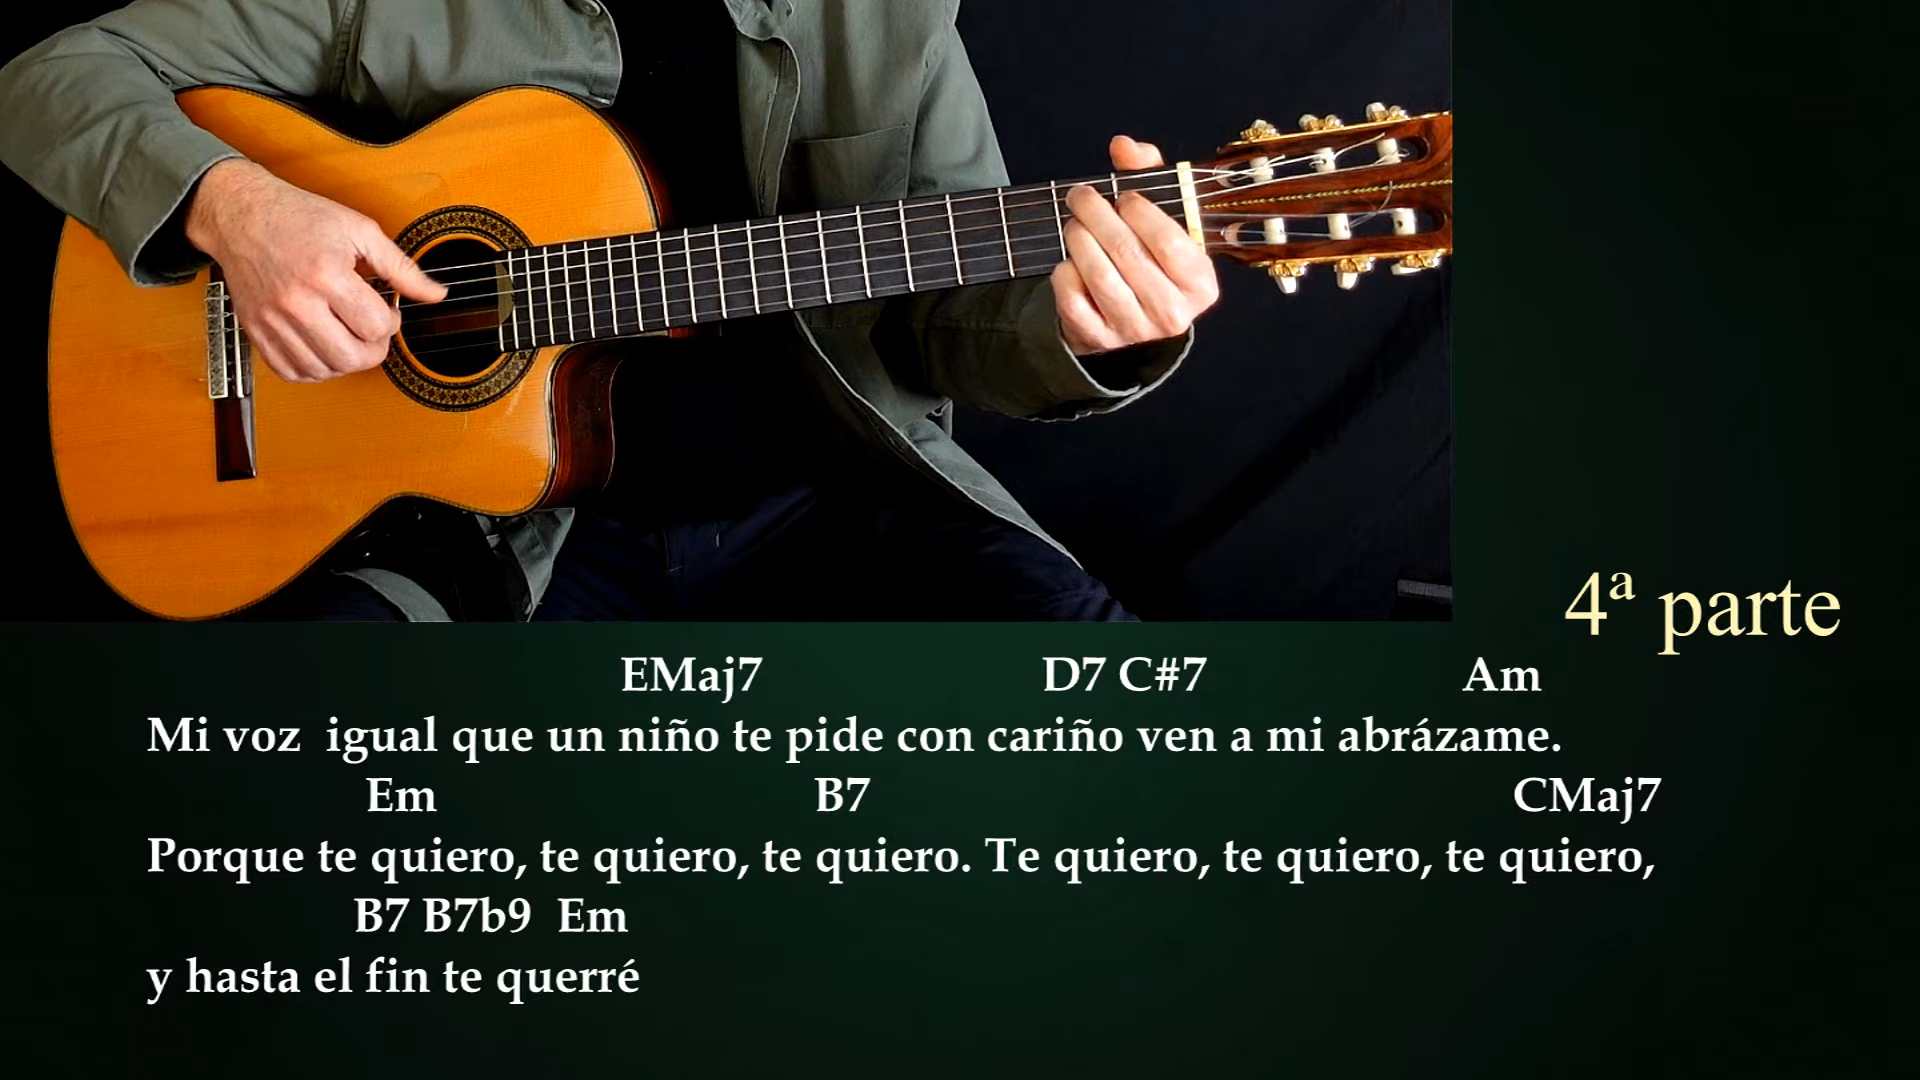 4ª parte
EMaj7 D7 C#7 Am
Mi voz igual que un niño te pide con cariño ven a mi abrázame.
Em B7 CMaj7
Porque te quiero, te quiero, te quiero. Te quiero, te quiero, te quiero,
B7 B7b9 Em
y hasta el fin te querré